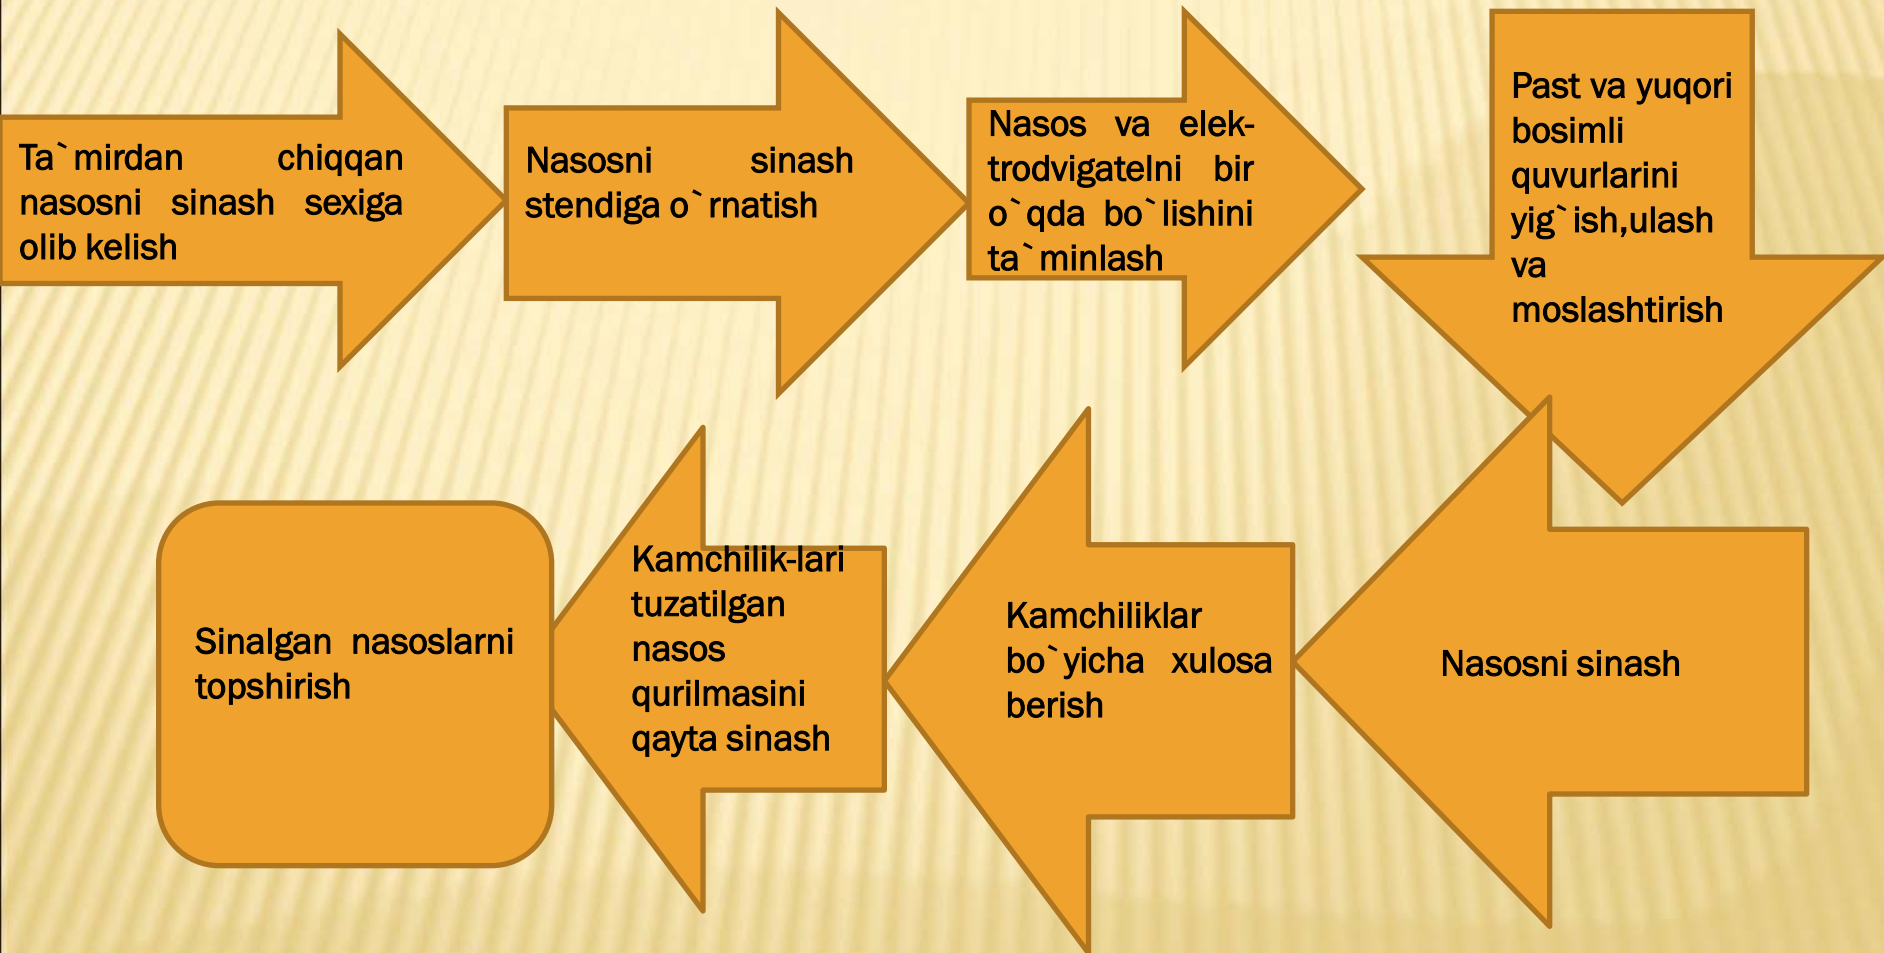 Ta`mirdan chiqqan
nasosni sinash sexiga
olib kelish
Nasosni sinash
stendiga o`rnatish
Nasos va elek-
trodvigatelni bir
o`qda bo`lishini
ta`minlash
Past va yuqori
bosimli
quvurlarini
yig`ish,ulash
va
moslashtirish
Nasosni sinash
Kamchiliklar
bo`yicha xulosa
berish
Kamchilik-lari
tuzatilgan
nasos
qurilmasini
qayta sinash
Sinalgan nasoslarni
topshirish